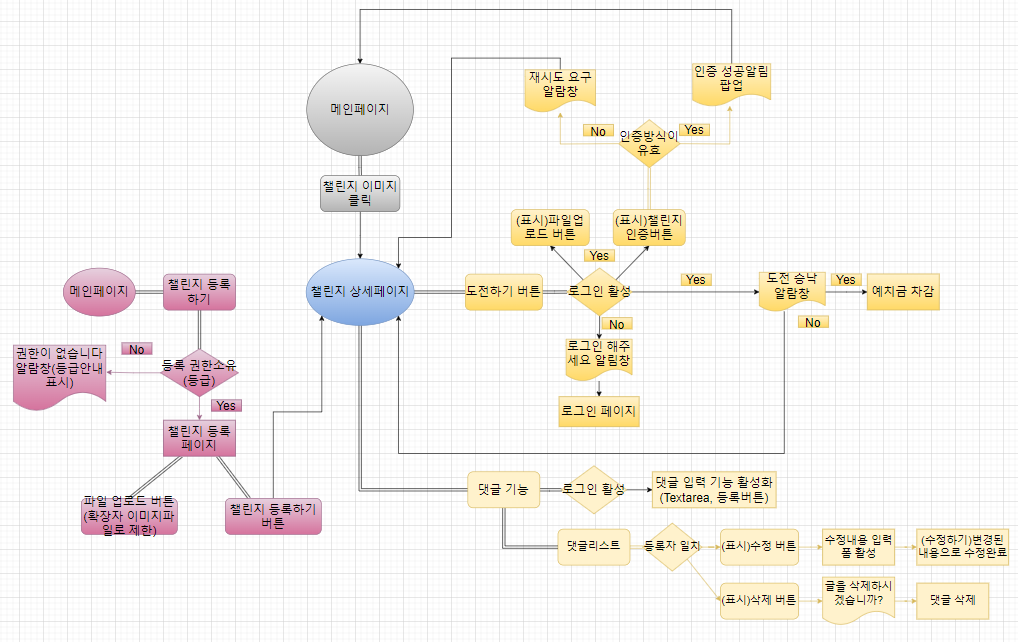 재시도 요구
알람창
인증 성공알림
팝업
메인페이지
No
인증방식이
유효
Yes
챌린지 이미지
클릭
(표시)파일업
로드 버튼
(표시)챌린지
인증버튼
Yes
메인페이지
챌린지 등록
하기
챌린지 상세페이지
도전하기 버튼
로그인 활성
Yes
도전 승낙
알람창
Yes
예치금 차감
No
No
권한이 없습니다
알람창(등급안내
표시)
No
등록 권한소유
(등급)
로그인 해주
세요 알림창
Yes
로그인 페이지
챌린지 등록
페이지
파일 업로드 버튼
(확장자 이미지파
일로 제한)
챌린지 등록하기
버튼
댓글 기능
로그인 활성
댓글 입력 기능 활성화
(Textarea, 등록버튼)
댓글리스트
등록자 일치
(표시)수정 버튼
수정내용 입력
폼 활성
(수정하기)변경된
내용으로 수정완료
(표시)삭제 버튼
글을 삭제하시
겠습니까?
댓글 삭제